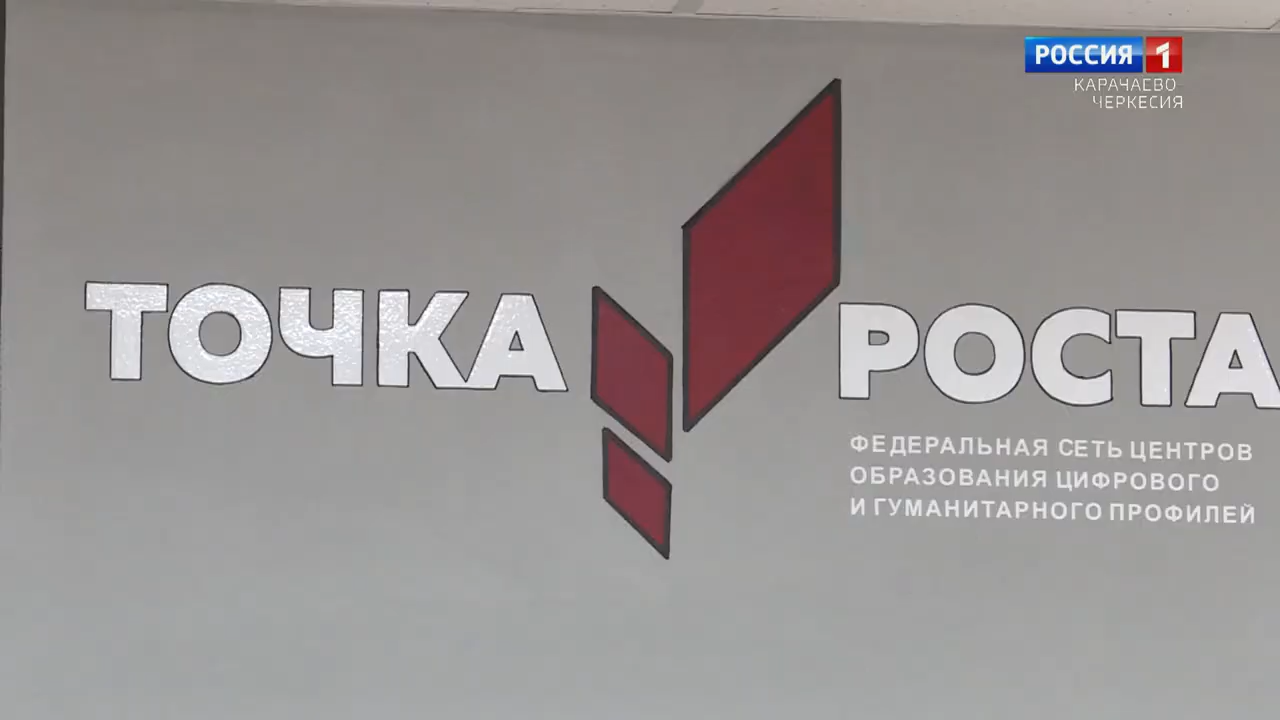 РОССИЯ 1
КАРАЧАЕВО-
ЧЕРКЕСИЯ
ТОЧКА РОСТА
ФЕДЕРАЛЬНАЯ СЕТЬ ЦЕНТРОВ
ОБРАЗОВАНИЯ ЦИФРОВОГО
И ГУМАНИТАРНОГО ПРОФИЛЕЙ